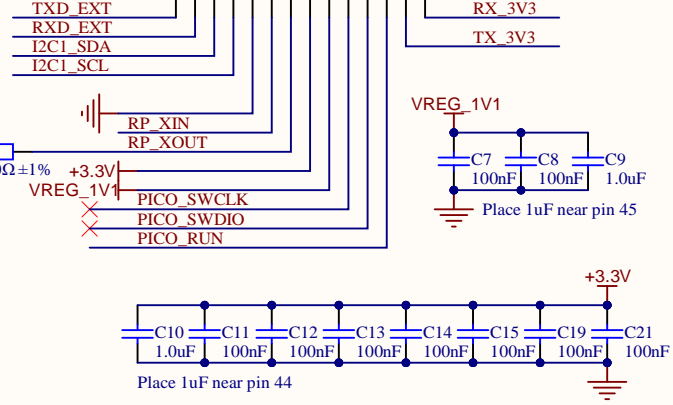 TXD_EXT
RXD_EXT
I2C1_SDA
I2C1_SCL
RX_3V3
TX_3V3
RP_XIN
RP_XOUT
Ω ±1%
+3.3V
VREG_1V1
PICO_SWCLK
PICO_SWDIO
PICO_RUN
VREG_1V1
C7
100nF
C8
100nF
C9
1.0uF
Place 1uF near pin 45
+3.3V
C10
1.0uF
C11
100nF
C12
100nF
C13
100nF
C14
100nF
C15
100nF
C19
100nF
C21
100nF
Place 1uF near pin 44